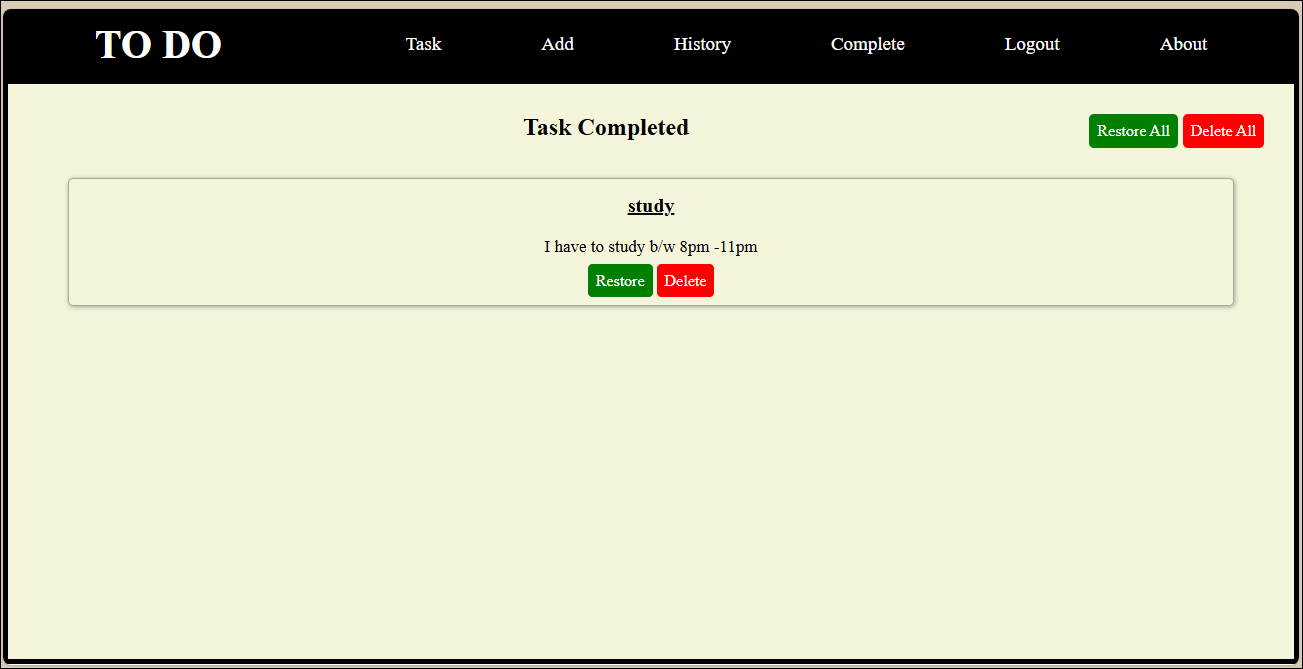 TO DO Task Add History Complete Logout About
Task Completed Restore All Delete All
study
I have to study b/w 8pm -11pm
Restore Delete